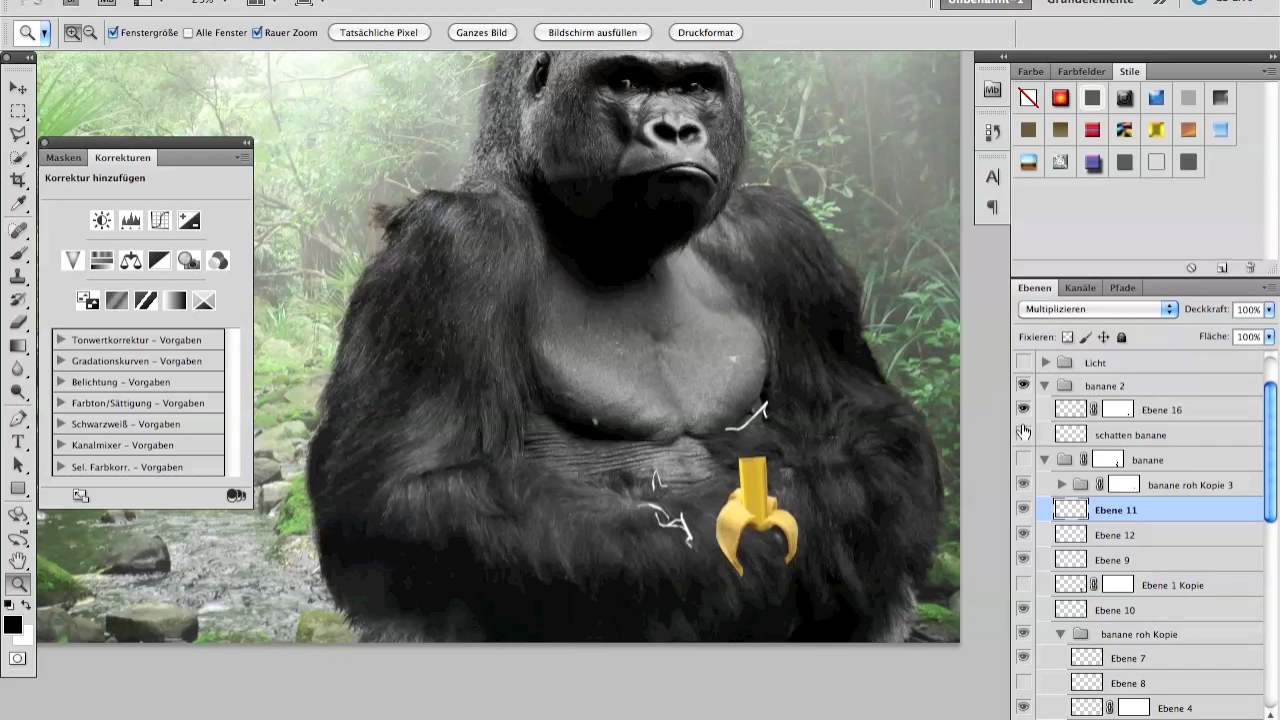 25%
Unbenannt-1
Grundelemente
Fenstergröße
Alle Fenster
Rauer Zoom
Tatsächliche Pixel
Ganzes Bild
Bildschirm ausfüllen
Druckformat
Masken
Korrekturen
Korrektur hinzufügen
Tonwertkorrektur – Vorgaben
Gradationskurven – Vorgaben
Belichtung – Vorgaben
Farbton/Sättigung – Vorgaben
Schwarzweiß – Vorgaben
Kanalmixer – Vorgaben
Sel. Farbkorr. – Vorgaben
Mb
Farbe
Farbfelder
Stile
Ebenen
Kanäle
Pfade
Multiplizieren
Deckkraft: 100%
Fixieren:
Fläche: 100%
Licht
banane 2
Ebene 16
schatten banane
banane
banane roh Kopie 3
Ebene 11
Ebene 12
Ebene 9
Ebene 1 Kopie
Ebene 10
banane roh Kopie
Ebene 7
Ebene 8
Ebene 4